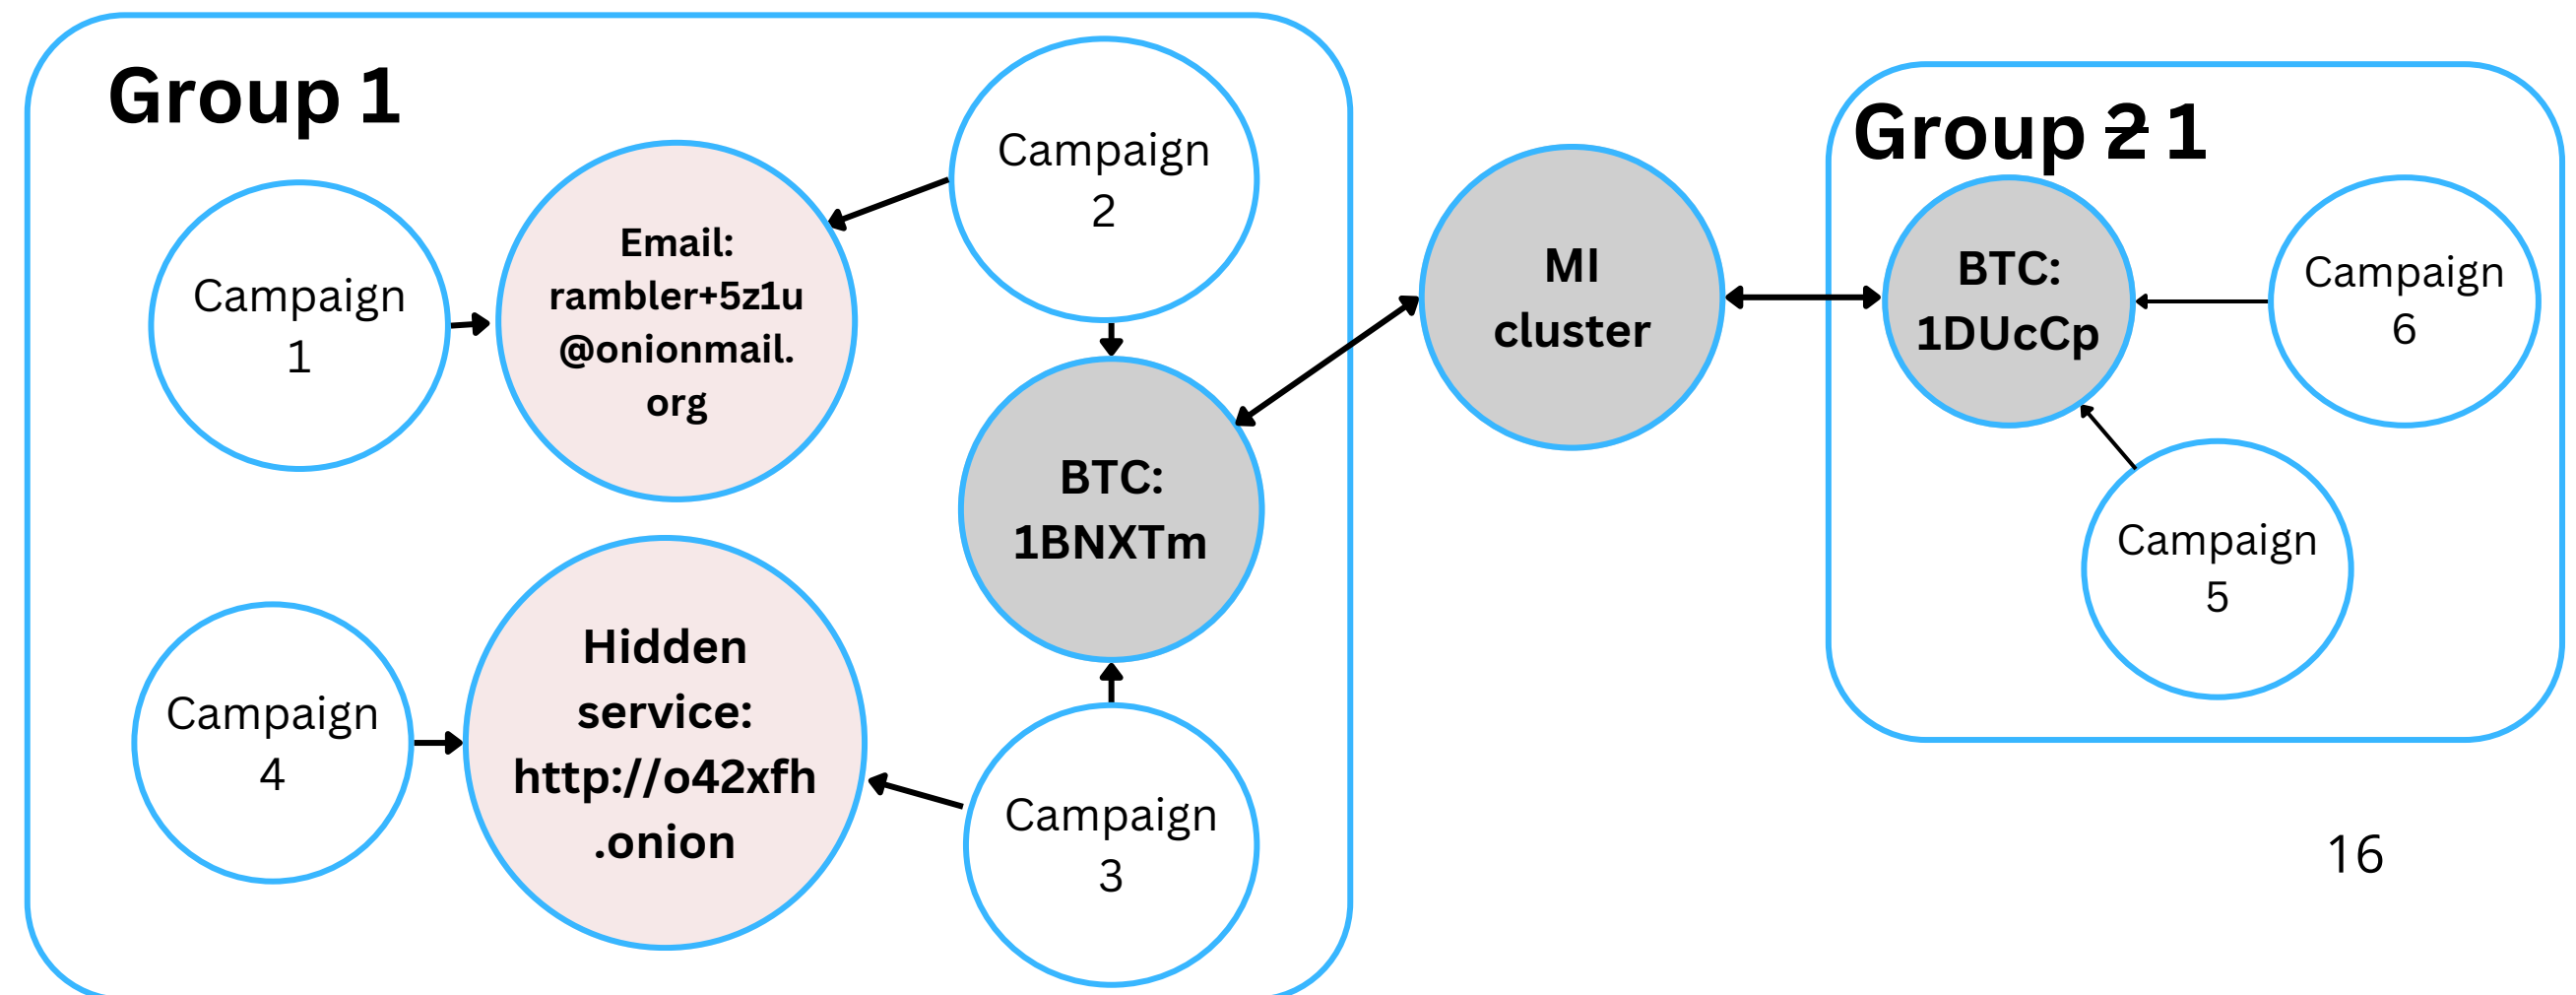 Group 1
Campaign
1
Email:
rambler+5z1u
@onionmail.
org
Campaign
2
BTC:
1BNXTm
Campaign
4
Hidden
service:
http://o42xfh
.onion
Campaign
3
MI
cluster
Group 2 1
BTC:
1DUcCp
Campaign
6
Campaign
5
16